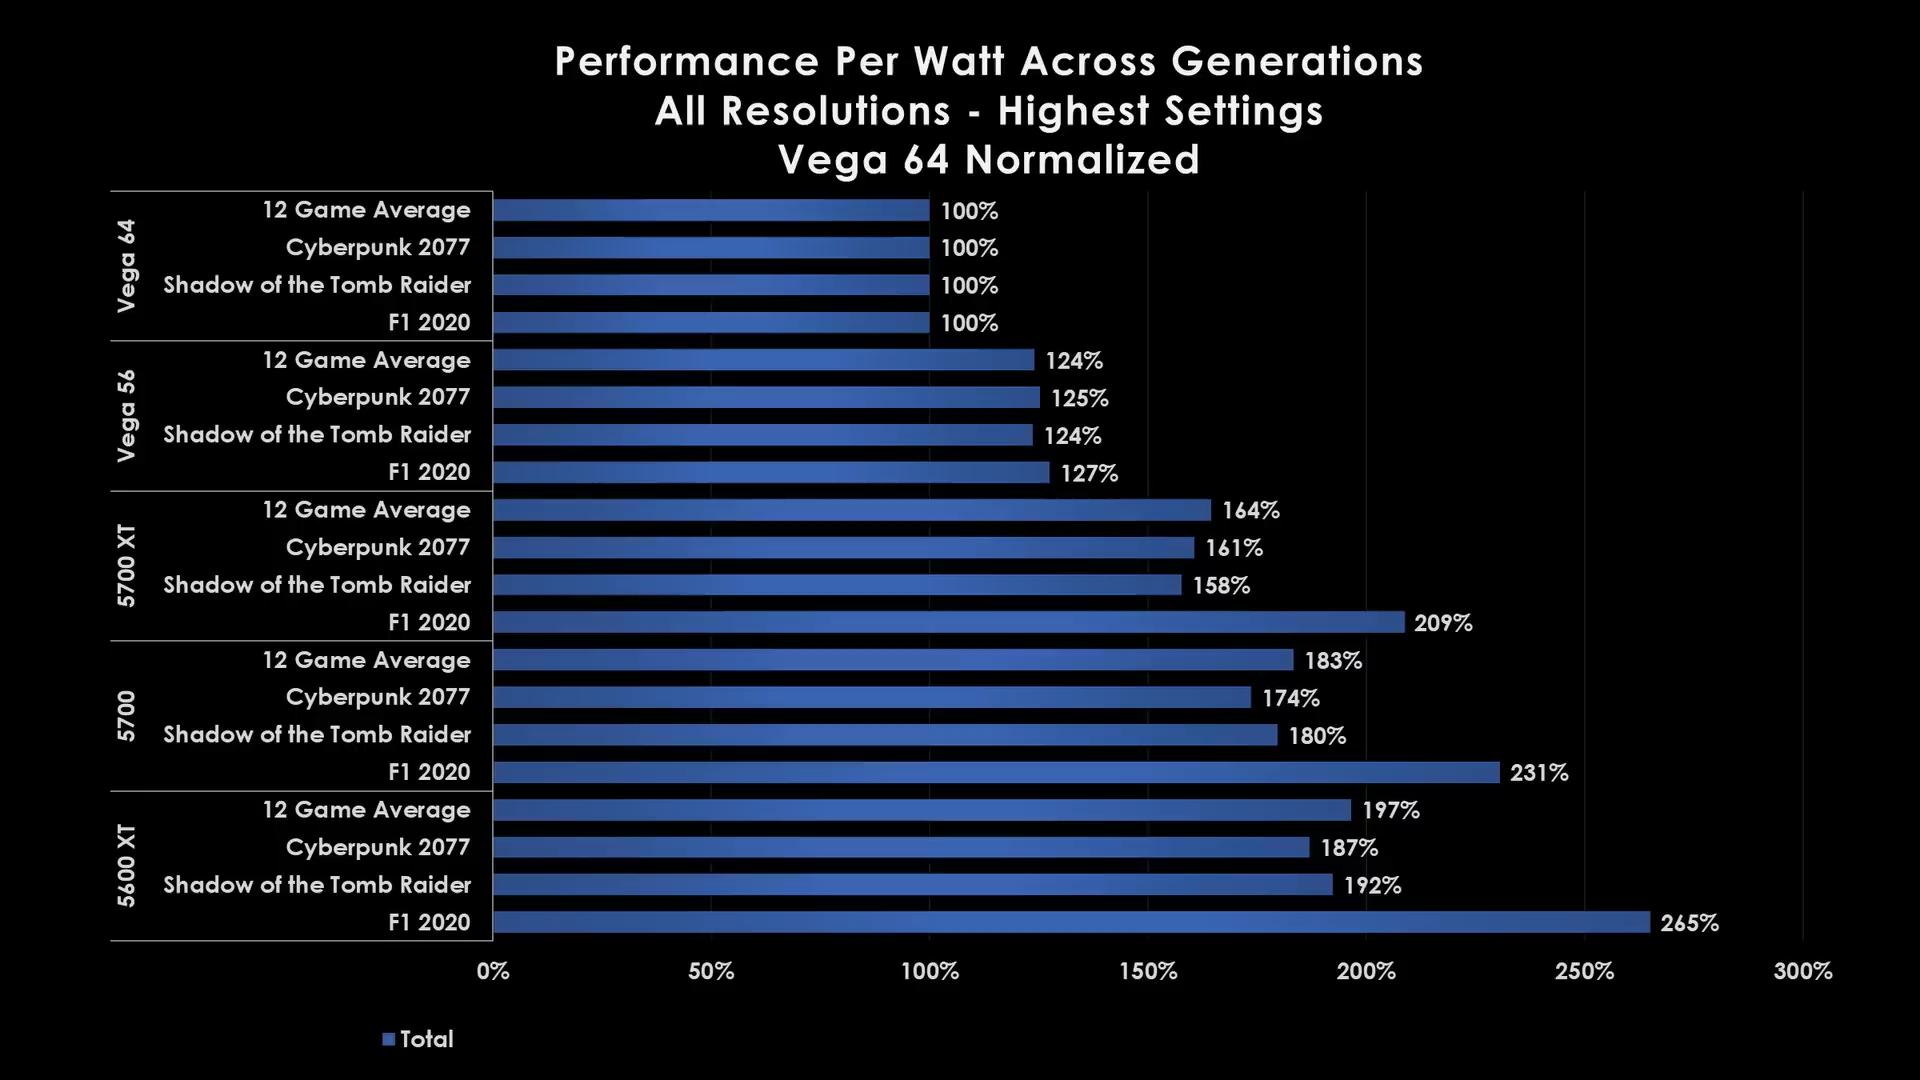 Performance Per Watt Across Generations
All Resolutions - Highest Settings
Vega 64 Normalized
Vega 64
12 Game Average 100%
Cyberpunk 2077 100%
Shadow of the Tomb Raider 100%
F1 2020 100%
Vega 56
12 Game Average 124%
Cyberpunk 2077 125%
Shadow of the Tomb Raider 124%
F1 2020 127%
5700 XT
12 Game Average 164%
Cyberpunk 2077 161%
Shadow of the Tomb Raider 158%
F1 2020 209%
5700
12 Game Average 183%
Cyberpunk 2077 174%
Shadow of the Tomb Raider 180%
F1 2020 231%
5600 XT
12 Game Average 197%
Cyberpunk 2077 187%
Shadow of the Tomb Raider 192%
F1 2020 265%
0% 50% 100% 150% 200% 250% 300%
Total